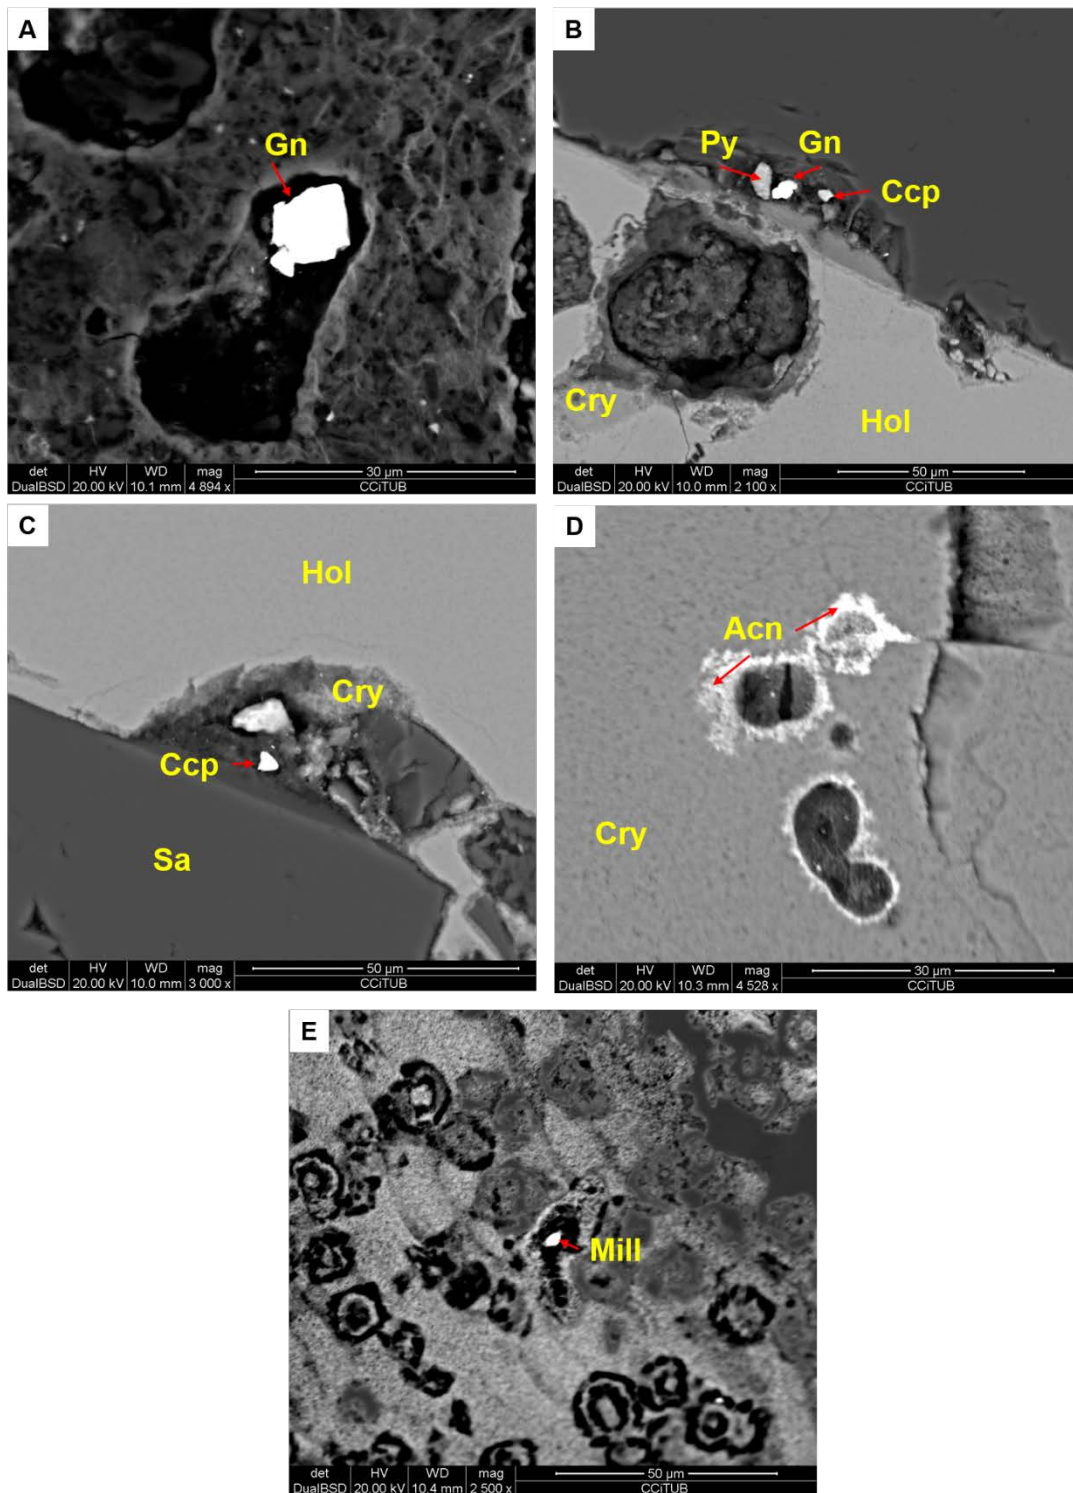 A
Gn
det HV WD mag 30 µm
DualBSD 20.00 kV 10.1 mm 4 894 x CCiTUB
B
Py Gn
Ccp
Cry
Hol
det HV WD mag 50 µm
DualBSD 20.00 kV 10.0 mm 2 100 x CCiTUB
C
Hol
Cry
Ccp
Sa
det HV WD mag 50 µm
DualBSD 20.00 kV 10.0 mm 3 000 x CCiTUB
D
Acn
Cry
det HV WD mag 30 µm
DualBSD 20.00 kV 10.3 mm 4 528 x CCiTUB
E
Mill
det HV WD mag 50 µm
DualBSD 20.00 kV 10.4 mm 2 500 x CCiTUB